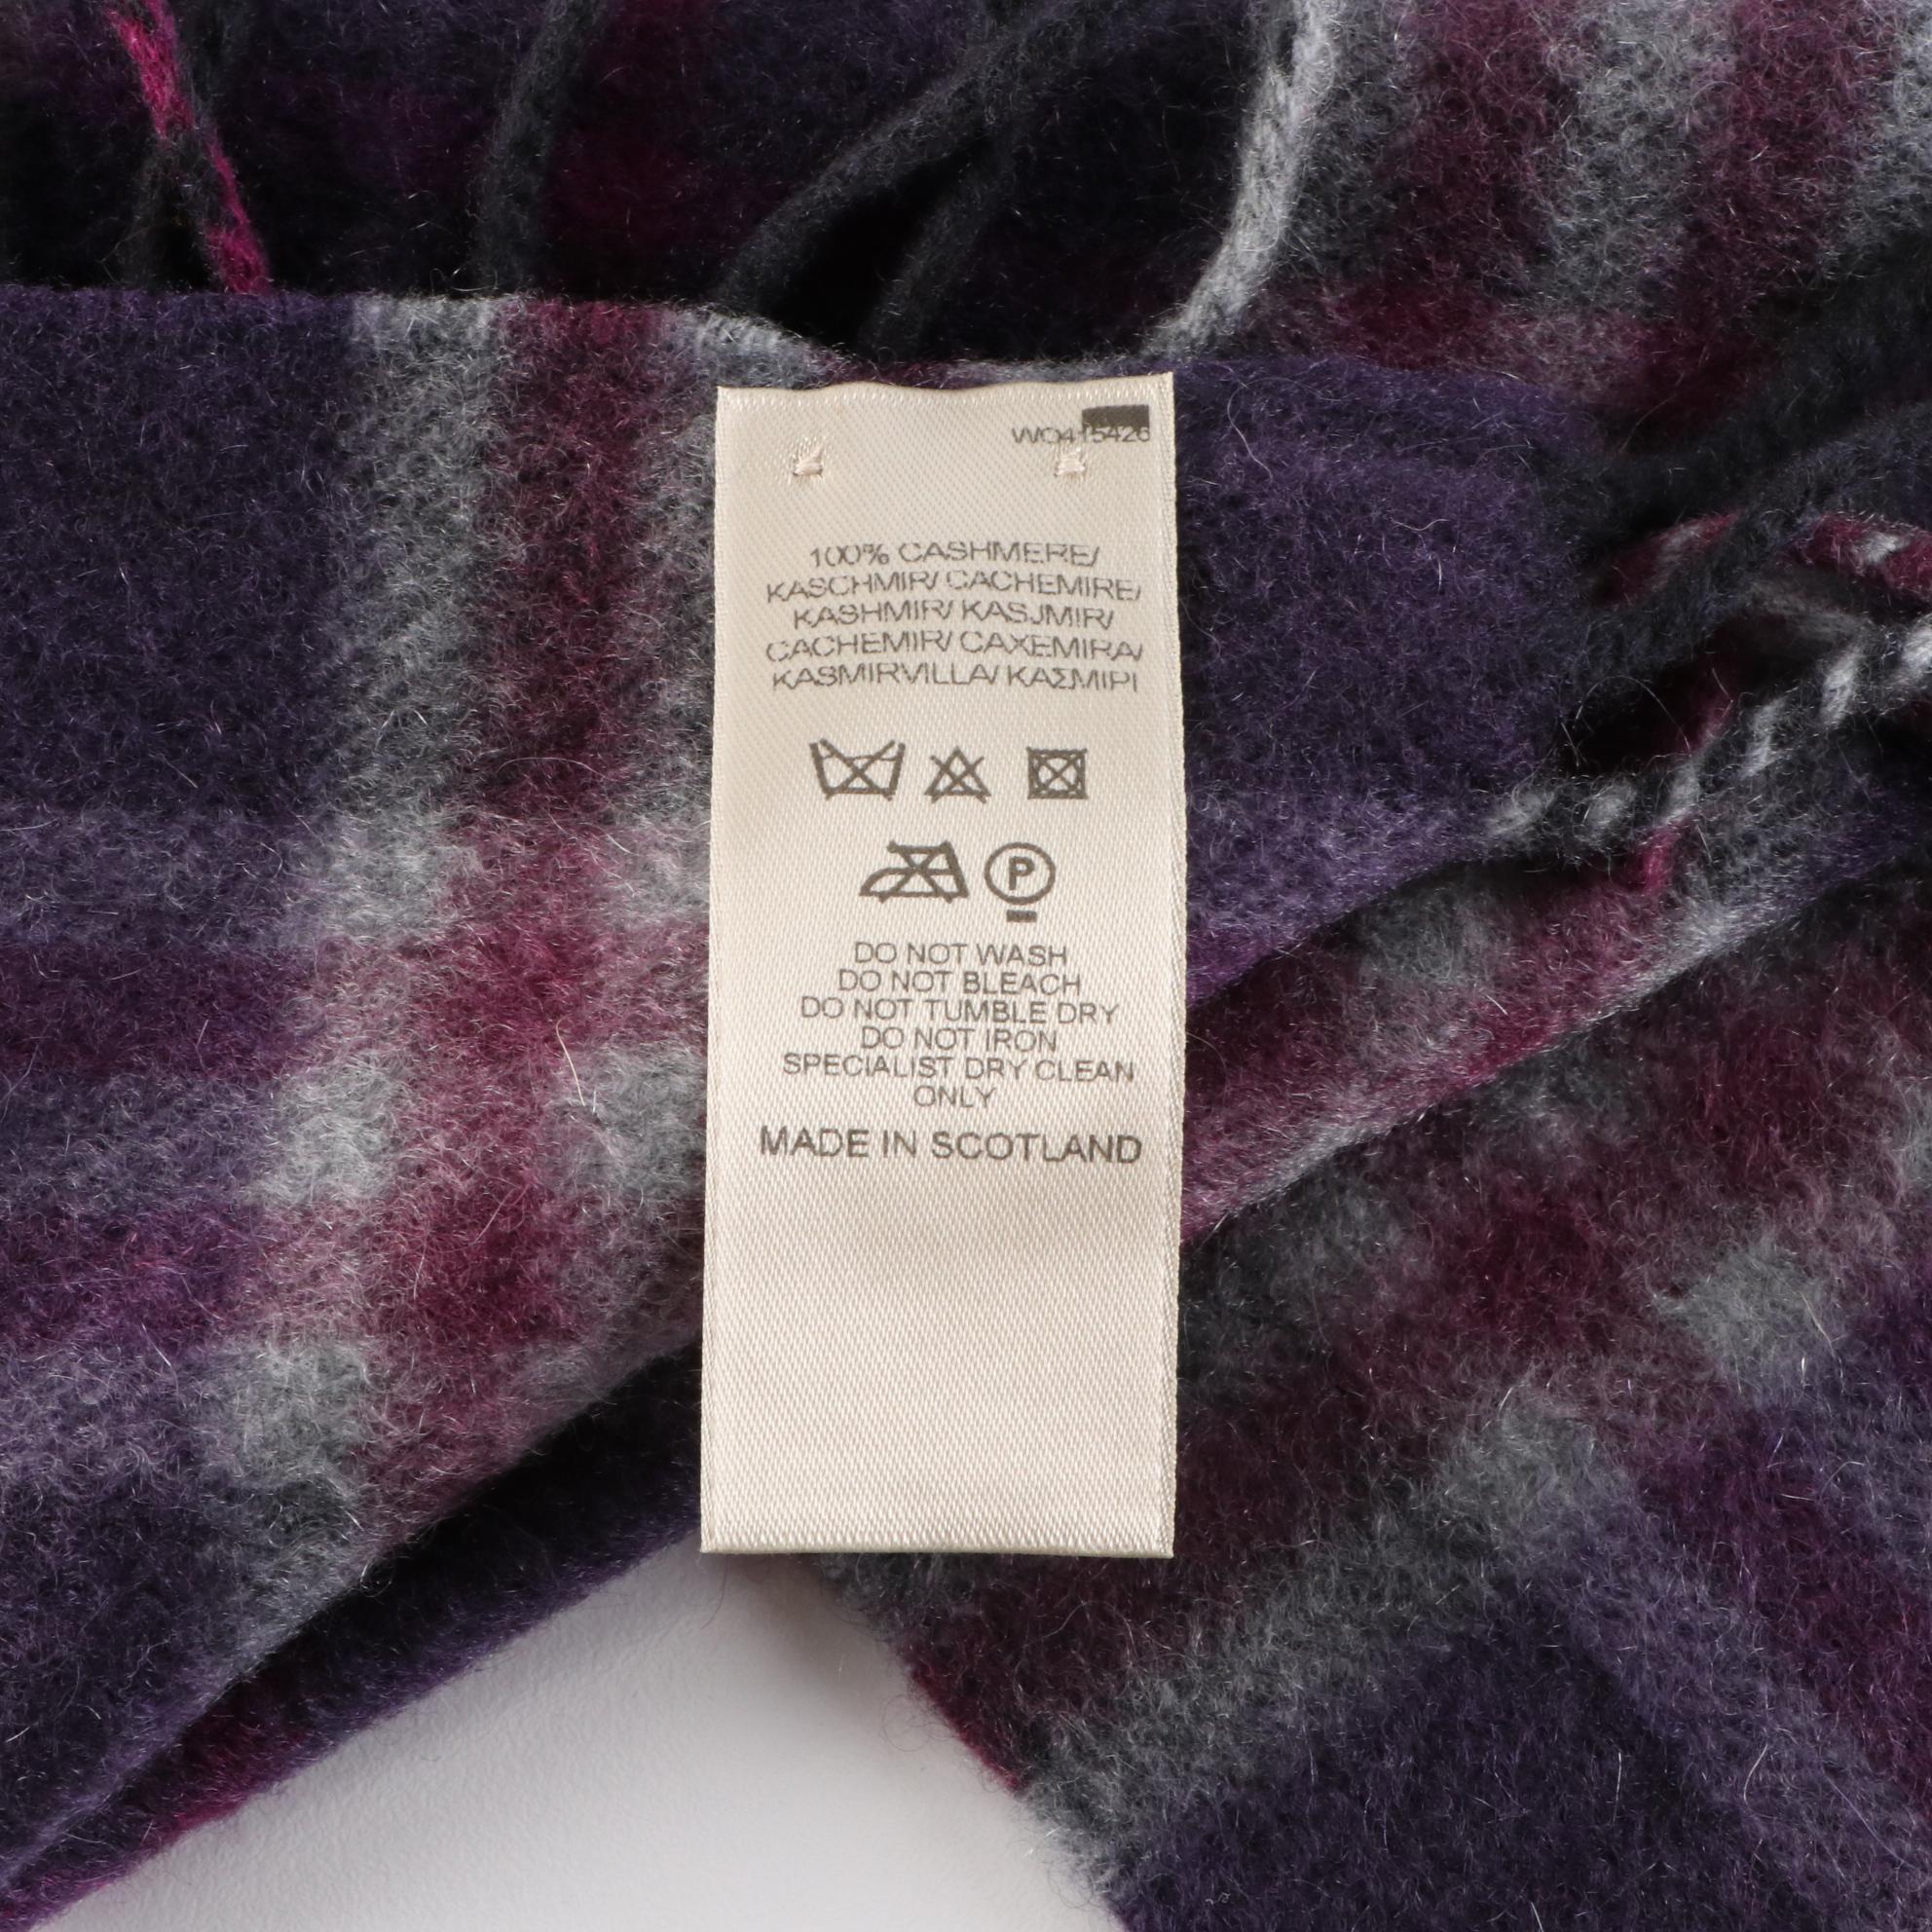 WO415426
100% CASHMERE/
KASCHMIR/ CACHEMIRE/
KASHMIR/ KASJMIR/
CACHEMIR/ CAXEMIRA/
KASMIRVILLA/ ΚΑΣΜΙΡΙ
P
DO NOT WASH
DO NOT BLEACH
DO NOT TUMBLE DRY
DO NOT IRON
SPECIALIST DRY CLEAN
ONLY
MADE IN SCOTLAND